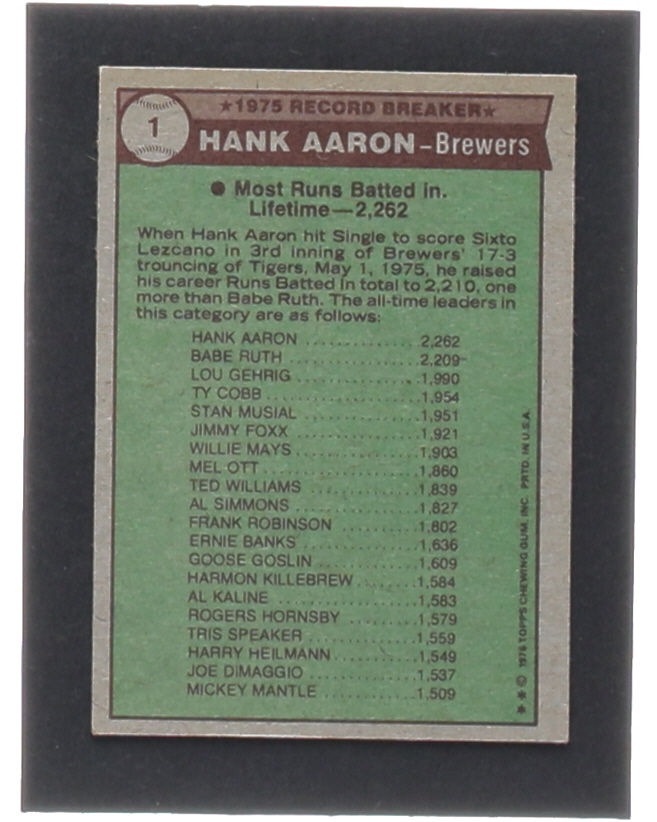 1
★1975 RECORD BREAKER★
HANK AARON–Brewers
● Most Runs Batted in.
Lifetime—2,262
When Hank Aaron hit Single to score Sixto
Lezcano in 3rd inning of Brewers' 17-3
trouncing of Tigers, May 1, 1975, he raised
his career Runs Batted In total to 2,210, one
more than Babe Ruth. The all-time leaders in
this category are as follows:
HANK AARON ..................2,262
BABE RUTH ....................2,209
LOU GEHRIG ...................1,990
TY COBB ........................1,954
STAN MUSIAL ..................1,951
JIMMY FOXX ...................1,921
WILLIE MAYS ...................1,903
MEL OTT ........................1,860
TED WILLIAMS .................1,839
AL SIMMONS ...................1,827
FRANK ROBINSON .............1,802
ERNIE BANKS ...................1,636
GOOSE GOSLIN ................1,609
HARMON KILLEBREW ..........1,584
AL KALINE ......................1,583
ROGERS HORNSBY ............1,579
TRIS SPEAKER .................1,559
HARRY HEILMANN .............1,549
JOE DIMAGGIO .................1,537
MICKEY MANTLE ...............1,509
✶ ✶ © 1976 TOPPS CHEWING GUM, INC. PRTD. IN U.S.A.